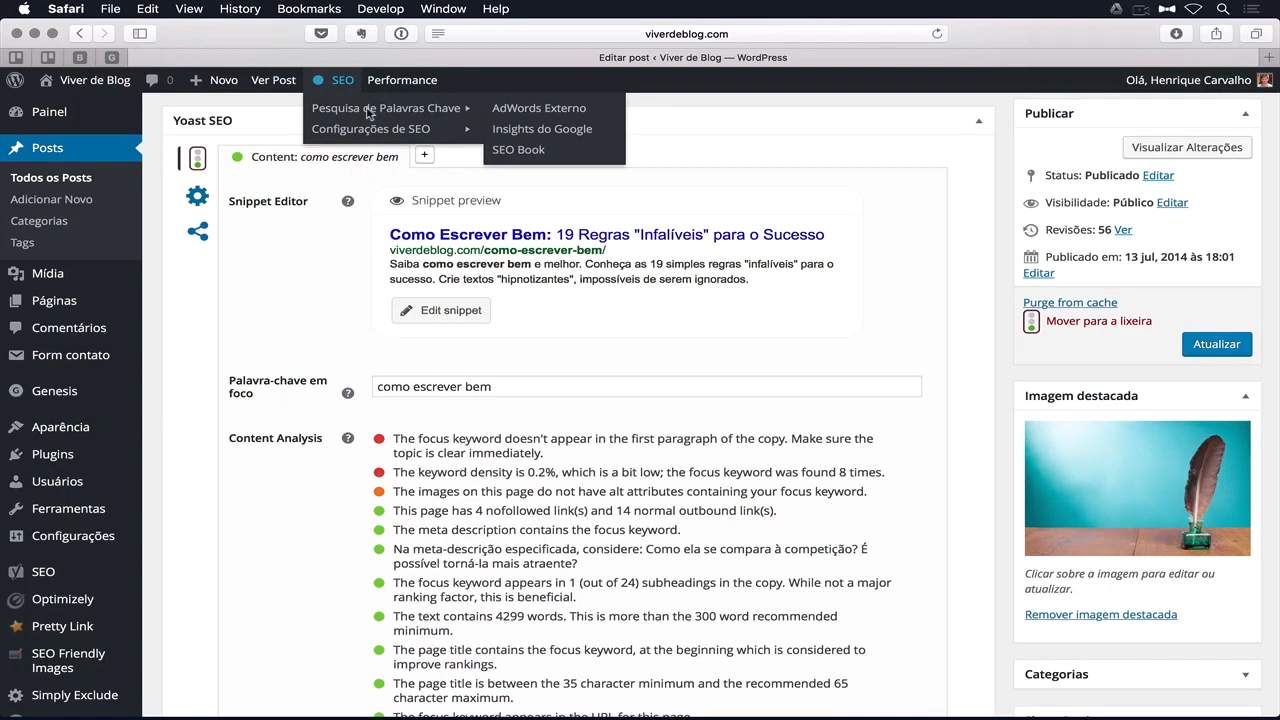 Safari File Edit View History Bookmarks Develop Window Help
viverdeblog.com
B G Editar post ‹ Viver de Blog — WordPress
Viver de Blog 0 Novo Ver Post SEO Performance Olá, Henrique Carvalho
Pesquisa de Palavras Chave
Configurações de SEO
AdWords Externo
Insights do Google
SEO Book
Painel
Posts
Todos os Posts
Adicionar Novo
Categorias
Tags
Mídia
Páginas
Comentários
Form contato
Genesis
Aparência
Plugins
Usuários
Ferramentas
Configurações
SEO
Optimizely
Pretty Link
SEO Friendly
Images
Simply Exclude
Yoast SEO
Content: como escrever bem +
Snippet Editor
Snippet preview
Como Escrever Bem: 19 Regras "Infalíveis" para o Sucesso
viverdeblog.com/como-escrever-bem/
Saiba como escrever bem e melhor. Conheça as 19 simples regras "infalíveis" para o
sucesso. Crie textos "hipnotizantes", impossíveis de serem ignorados.
Edit snippet
Palavra-chave em
foco
como escrever bem
Content Analysis
The focus keyword doesn't appear in the first paragraph of the copy. Make sure the
topic is clear immediately.
The keyword density is 0.2%, which is a bit low; the focus keyword was found 8 times.
The images on this page do not have alt attributes containing your focus keyword.
This page has 4 nofollowed link(s) and 14 normal outbound link(s).
The meta description contains the focus keyword.
Na meta-descrição especificada, considere: Como ela se compara à competição? É
possível torná-la mais atraente?
The focus keyword appears in 1 (out of 24) subheadings in the copy. While not a major
ranking factor, this is beneficial.
The text contains 4299 words. This is more than the 300 word recommended
minimum.
The page title contains the focus keyword, at the beginning which is considered to
improve rankings.
The page title is between the 35 character minimum and the recommended 65
character maximum.
The focus keyword appears in the URL for this page.
Publicar
Visualizar Alterações
Status: Publicado Editar
Visibilidade: Público Editar
Revisões: 56 Ver
Publicado em: 13 jul, 2014 às 18:01
Editar
Purge from cache
Mover para a lixeira
Atualizar
Imagem destacada
Clicar sobre a imagem para editar ou
atualizar.
Remover imagem destacada
Categorias